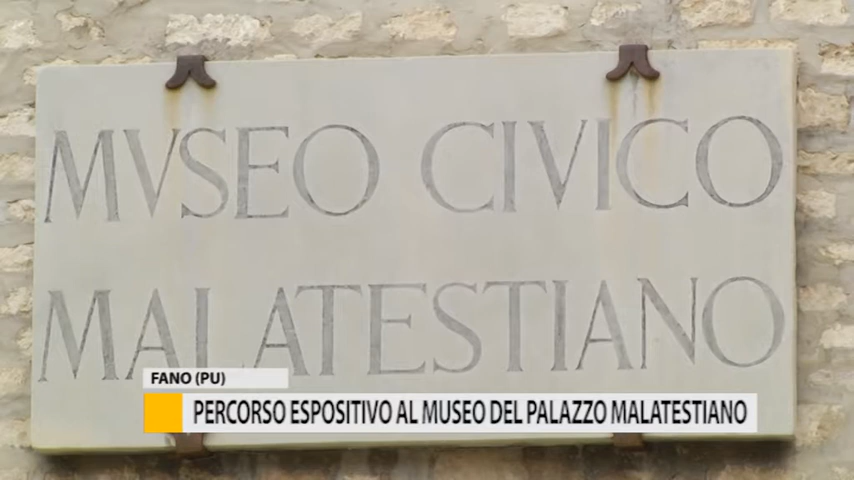 MVSEO CIVICO
MALATESTIANO
FANO (PU)
PERCORSO ESPOSITIVO AL MUSEO DEL PALAZZO MALATESTIANO